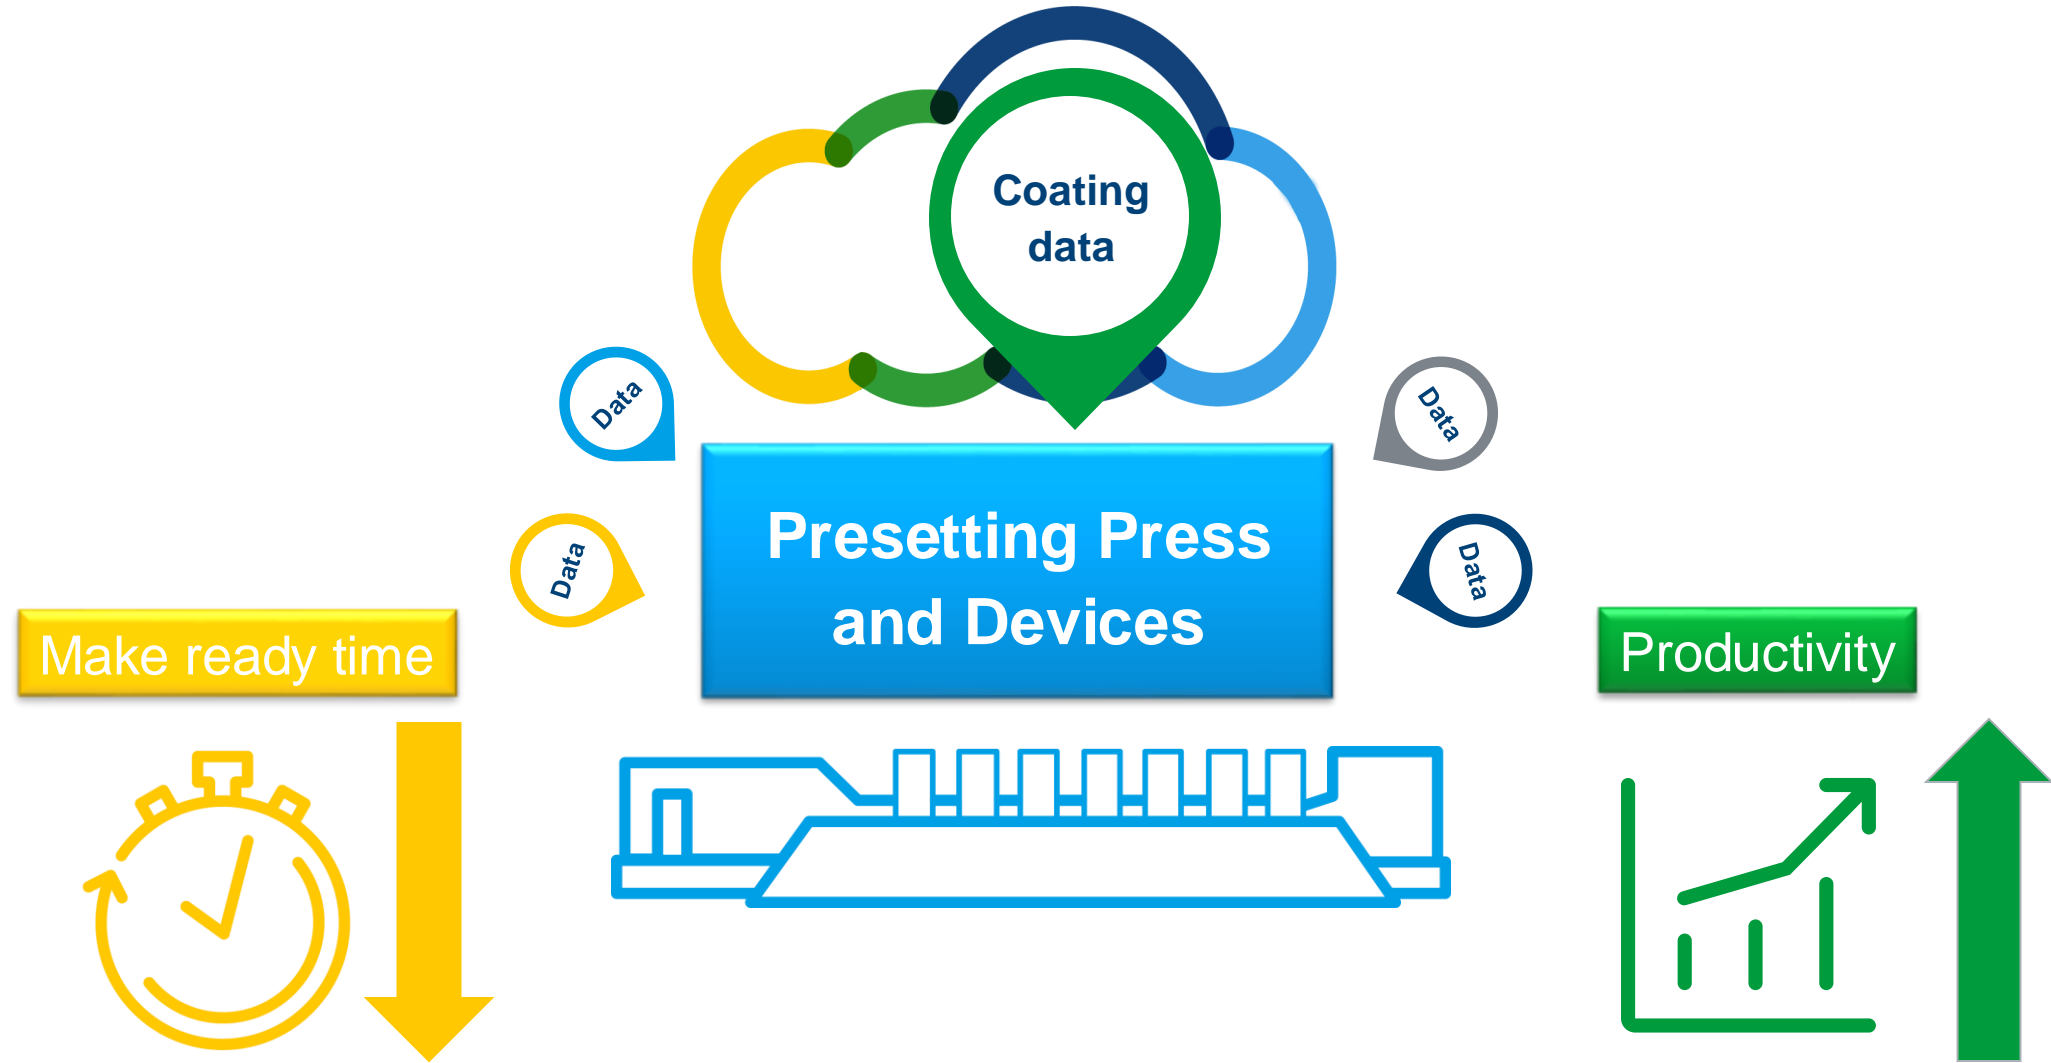 Coating
data
Data
Data
Data
Data
Presetting Press
and Devices
Make ready time
Productivity